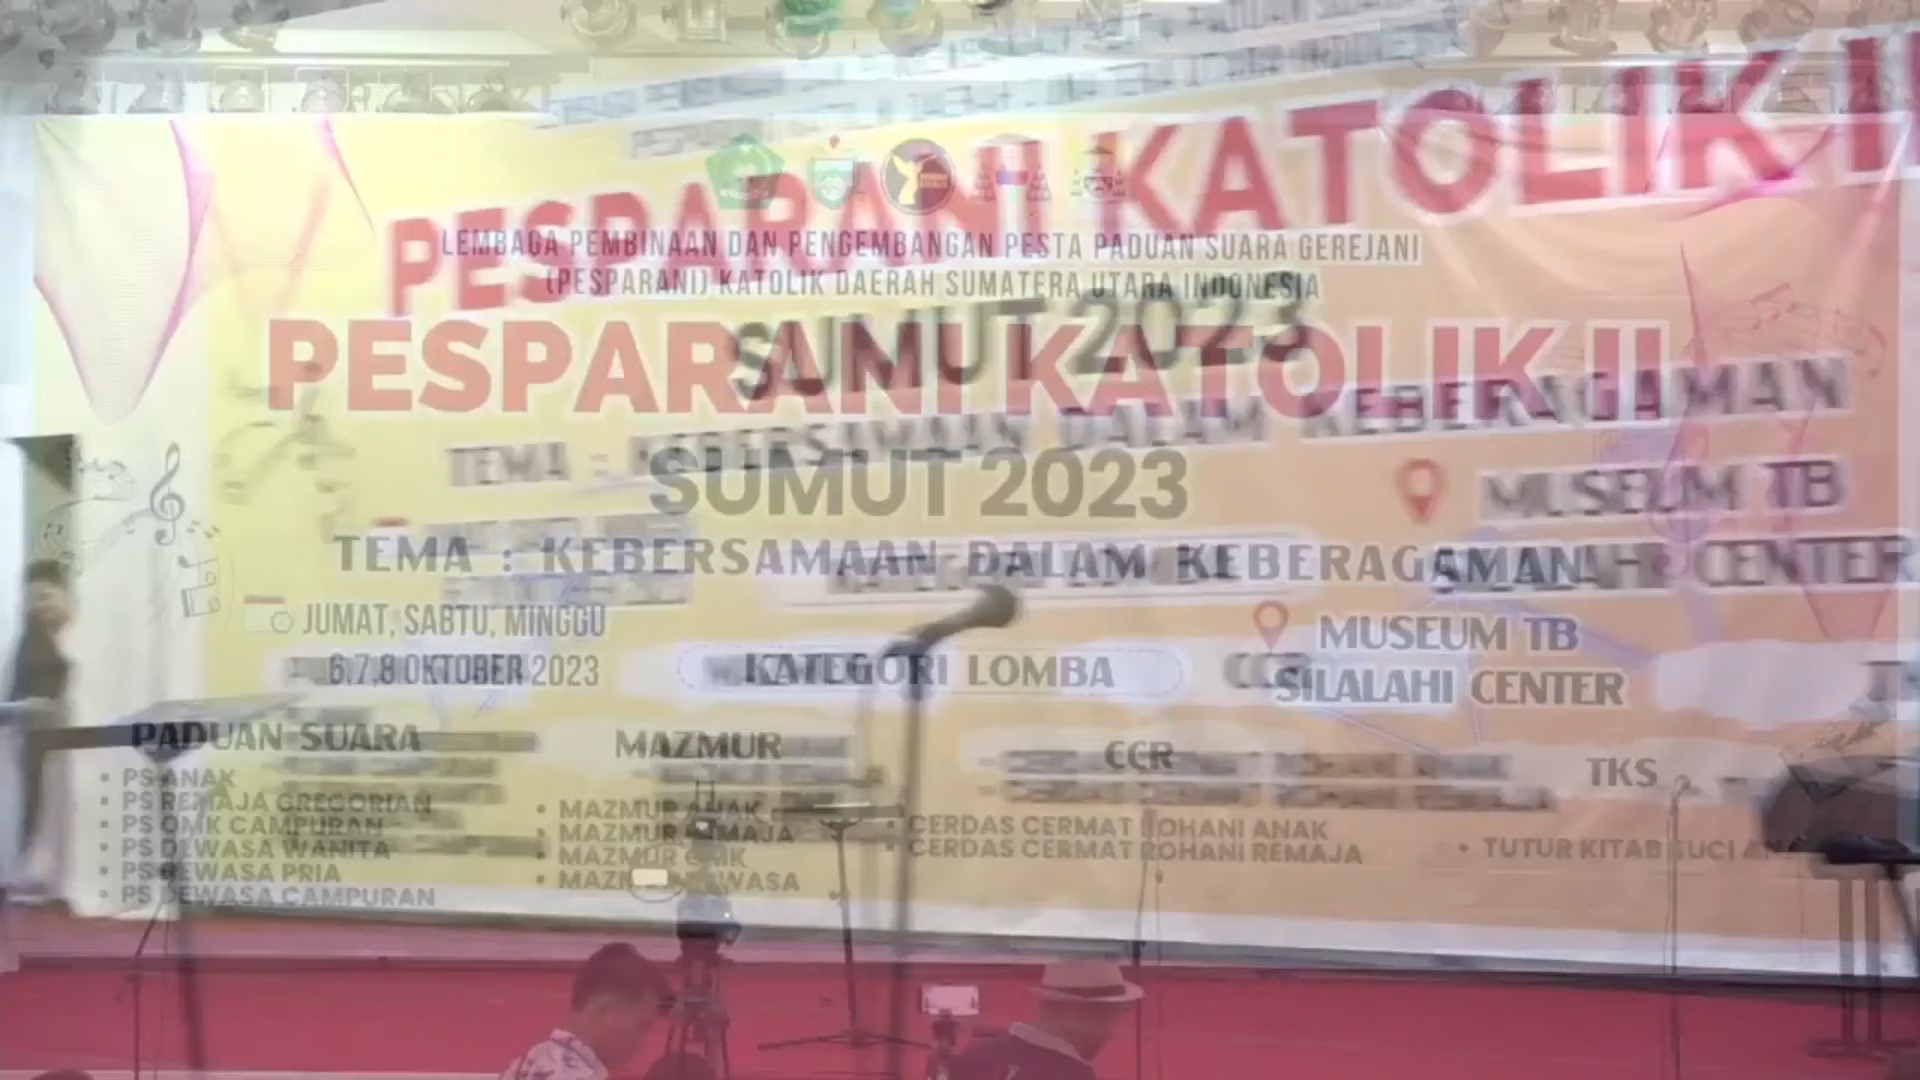 PESPARANI KATOLIK II
LEMBAGA PEMBINAAN DAN PENGEMBANGAN PESTA PADUAN SUARA GEREJANI
(PESPARANI) KATOLIK DAERAH SUMATERA UTARA INDONESIA
SUMUT 2023
PESPARANI KATOLIK II
TEMA : KEBERSAMAAN DALAM KEBERAGAMAN
SUMUT 2023
MUSEUM TB
TEMA : KEBERSAMAAN DALAM KEBERAGAMAN
CENTER
JUMAT, SABTU, MINGGU
6,7,8 OKTOBER 2023
MUSEUM TB
SILALAHI CENTER
KATEGORI LOMBA
PADUAN SUARA
• PS ANAK
• PS REMAJA GREGORIAN
• PS OMK CAMPURAN
• PS DEWASA WANITA
• PS DEWASA PRIA
• PS DEWASA CAMPURAN
MAZMUR
• MAZMUR ANAK
• MAZMUR REMAJA
• MAZMUR OMK
• MAZMUR DEWASA
CCR
• CERDAS CERMAT ROHANI ANAK
• CERDAS CERMAT ROHANI REMAJA
TKS
• TUTUR KITAB SUCI